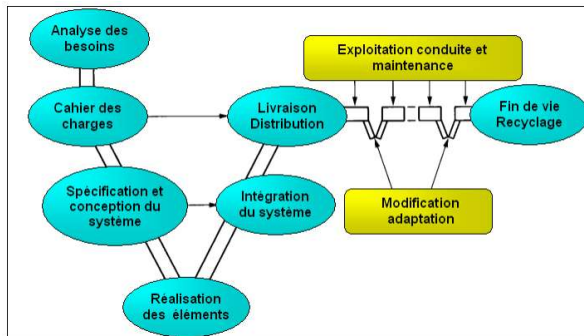 Analyse des
besoins
Exploitation conduite et
maintenance
Cahier des
charges
Livraison
Distribution
Fin de vie
Recyclage
Spécification et
conception du
système
Intégration
du système
Modification
adaptation
Réalisation
des éléments